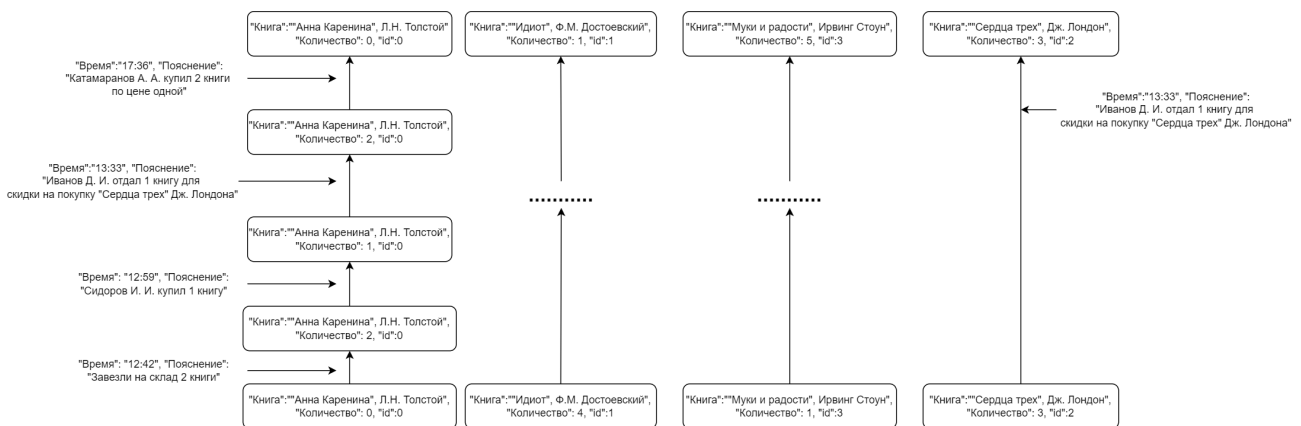 "Книга":""Анна Каренина", Л.Н. Толстой"
"Количество": 0, "id":0
"Книга":""Идиот", Ф.М. Достоевский",
"Количество": 1, "id":1
"Книга":""Муки и радости", Ирвинг Стоун",
"Количество": 5, "id":3
"Книга":""Сердца трех", Дж. Лондон",
"Количество": 3, "id":2
"Время":"17:36", "Пояснение":
"Катамаранов А. А. купил 2 книги
по цене одной"
"Время":"13:33", "Пояснение":
"Иванов Д. И. отдал 1 книгу для
скидки на покупку "Сердца трех" Дж. Лондона"
"Книга":""Анна Каренина", Л.Н. Толстой",
"Количество": 2, "id":0
"Время":"13:33", "Пояснение":
"Иванов Д. И. отдал 1 книгу для
скидки на покупку "Сердца трех" Дж. Лондона"
"Книга":""Анна Каренина", Л.Н. Толстой",
"Количество": 1, "id":0
"Время": "12:59", "Пояснение":
"Сидоров И. И. купил 1 книгу"
"Книга":""Анна Каренина", Л.Н. Толстой",
"Количество": 2, "id":0
"Время": "12:42", "Пояснение":
"Завезли на склад 2 книги"
"Книга":""Анна Каренина", Л.Н. Толстой",
"Количество": 0, "id":0
"Книга":""Идиот", Ф.М. Достоевский",
"Количество": 4, "id":1
"Книга":""Муки и радости", Ирвинг Стоун",
"Количество": 1, "id":3
"Книга":""Сердца трех", Дж. Лондон",
"Количество": 3, "id":2